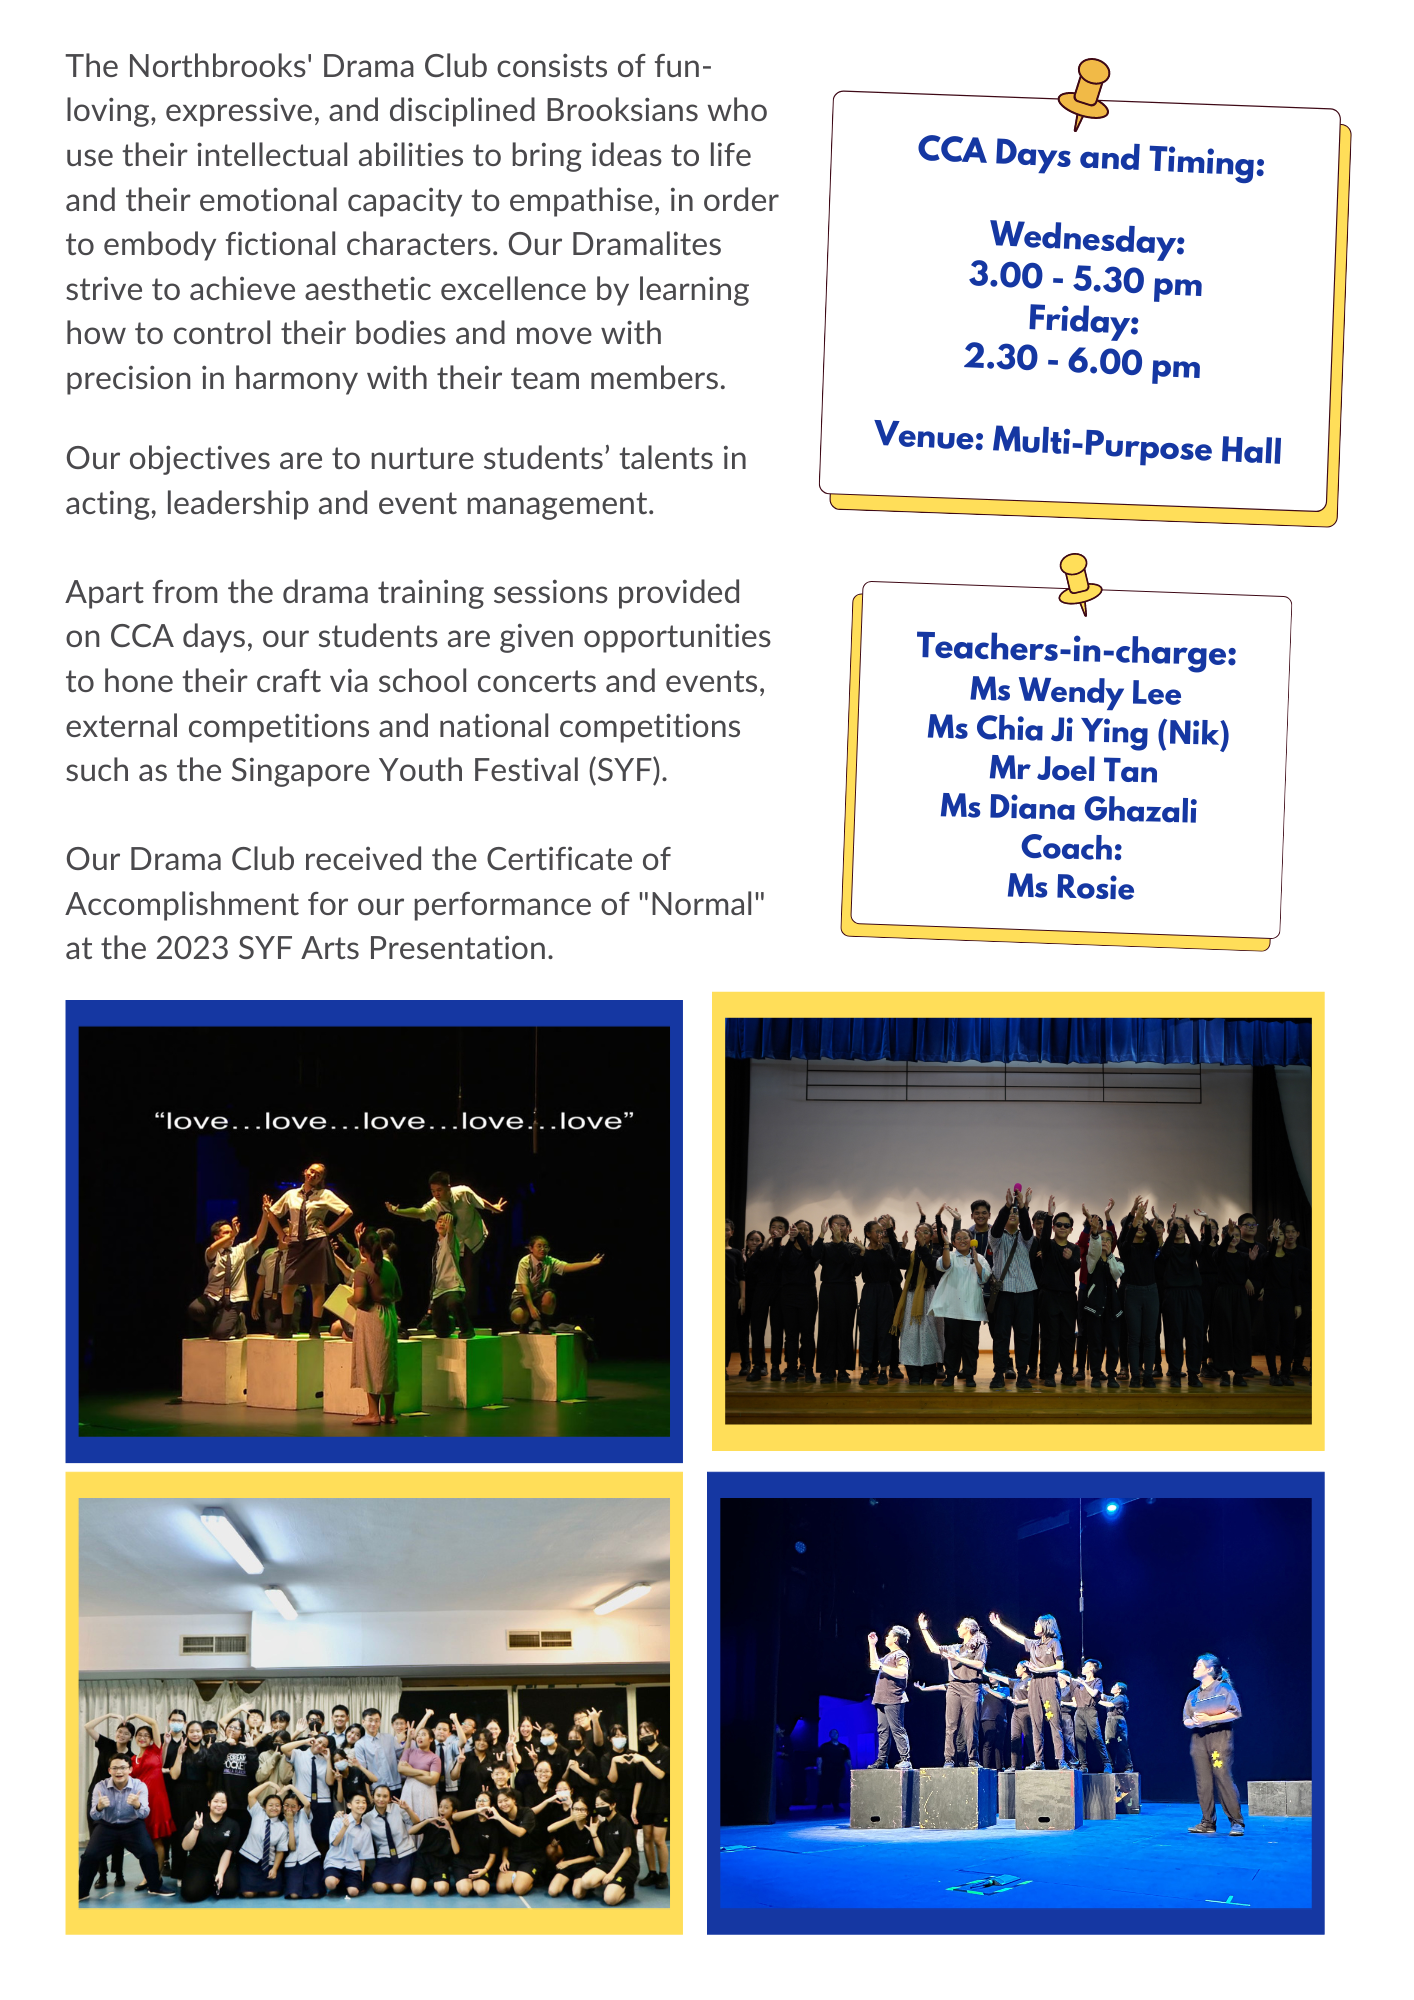 The Northbrooks' Drama Club consists of fun-
loving, expressive, and disciplined Brooksians who
use their intellectual abilities to bring ideas to life
and their emotional capacity to empathise, in order
to embody fictional characters. Our Dramalites
strive to achieve aesthetic excellence by learning
how to control their bodies and move with
precision in harmony with their team members.
Our objectives are to nurture students’ talents in
acting, leadership and event management.
Apart from the drama training sessions provided
on CCA days, our students are given opportunities
to hone their craft via school concerts and events,
external competitions and national competitions
such as the Singapore Youth Festival (SYF).
Our Drama Club received the Certificate of
Accomplishment for our performance of "Normal"
at the 2023 SYF Arts Presentation.
CCA Days and Timing:
Wednesday:
3.00 - 5.30 pm
Friday:
2.30 - 6.00 pm
Venue: Multi-Purpose Hall
Teachers-in-charge:
Ms Wendy Lee
Ms Chia Ji Ying (Nik)
Mr Joel Tan
Ms Diana Ghazali
Coach:
Ms Rosie
“love...love...love...love...love”